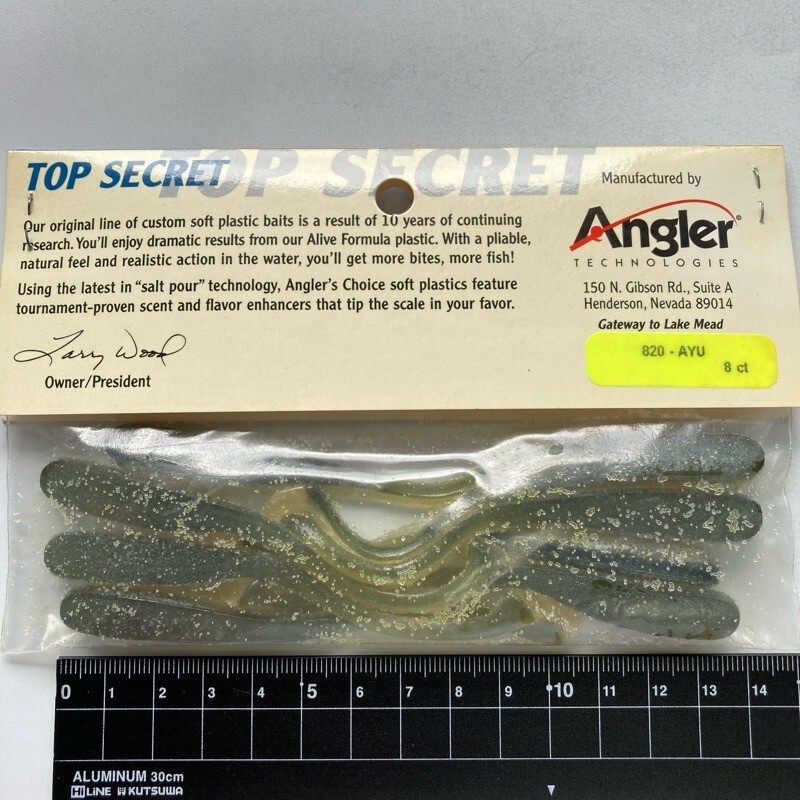 TOP SECRET
TOP SECRET
Our original line of custom soft plastic baits is a result of 10 years of continuing
research. You'll enjoy dramatic results from our Alive Formula plastic. With a pliable,
natural feel and realistic action in the water, you'll get more bites, more fish!
Using the latest in "salt pour" technology, Angler's Choice soft plastics feature
tournament-proven scent and flavor enhancers that tip the scale in your favor.
Larry Wood
Owner/President
Manufactured by
Angler®
TECHNOLOGIES
150 N. Gibson Rd., Suite A
Henderson, Nevada 89014
Gateway to Lake Mead
820 - AYU
8 ct
0 1 2 3 4 5 6 7 8 9 10 11 12 13 14
ALUMINUM 30cm
HiLiNE KUTSUWA